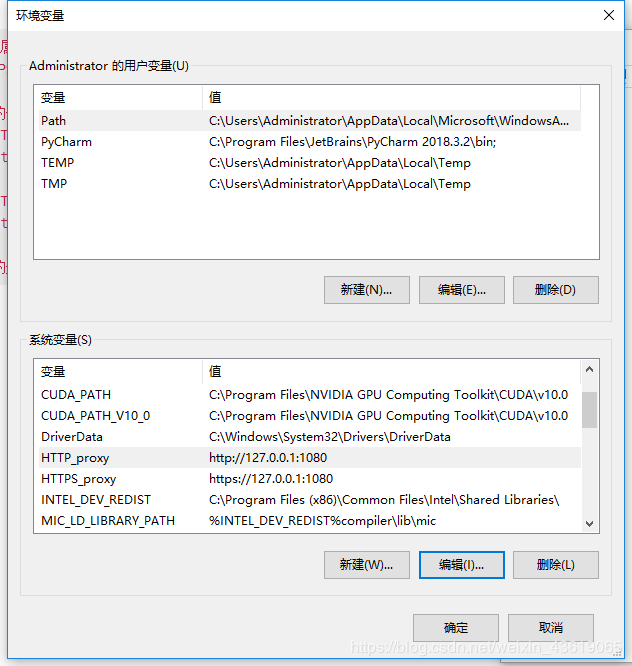 环境变量
Administrator 的用户变量(U)
变量 值
Path C:\Users\Administrator\AppData\Local\Microsoft\WindowsA...
PyCharm C:\Program Files\JetBrains\PyCharm 2018.3.2\bin;
TEMP C:\Users\Administrator\AppData\Local\Temp
TMP C:\Users\Administrator\AppData\Local\Temp
新建(N)... 编辑(E)... 删除(D)
系统变量(S)
变量 值
CUDA_PATH C:\Program Files\NVIDIA GPU Computing Toolkit\CUDA\v10.0
CUDA_PATH_V10_0 C:\Program Files\NVIDIA GPU Computing Toolkit\CUDA\v10.0
DriverData C:\Windows\System32\Drivers\DriverData
HTTP_proxy http://127.0.0.1:1080
HTTPS_proxy https://127.0.0.1:1080
INTEL_DEV_REDIST C:\Program Files (x86)\Common Files\Intel\Shared Libraries\
MIC_LD_LIBRARY_PATH %INTEL_DEV_REDIST%compiler\lib\mic
新建(W)... 编辑(I)... 删除(L)
确定 取消
https://blog.csdn.net/weixin_43619065